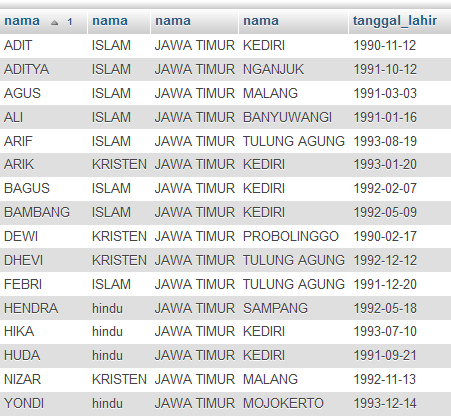 nama 1 nama nama nama tanggal_lahir
ADIT ISLAM JAWA TIMUR KEDIRI 1990-11-12
ADITYA ISLAM JAWA TIMUR NGANJUK 1991-10-12
AGUS ISLAM JAWA TIMUR MALANG 1991-03-03
ALI ISLAM JAWA TIMUR BANYUWANGI 1991-01-16
ARIF ISLAM JAWA TIMUR TULUNG AGUNG 1993-08-19
ARIK KRISTEN JAWA TIMUR KEDIRI 1993-01-20
BAGUS ISLAM JAWA TIMUR KEDIRI 1992-02-07
BAMBANG ISLAM JAWA TIMUR KEDIRI 1992-05-09
DEWI KRISTEN JAWA TIMUR PROBOLINGGO 1990-02-17
DHEVI KRISTEN JAWA TIMUR TULUNG AGUNG 1992-12-12
FEBRI ISLAM JAWA TIMUR TULUNG AGUNG 1991-12-20
HENDRA hindu JAWA TIMUR SAMPANG 1992-05-18
HIKA hindu JAWA TIMUR KEDIRI 1993-07-10
HUDA hindu JAWA TIMUR KEDIRI 1991-09-21
NIZAR KRISTEN JAWA TIMUR MALANG 1992-11-13
YONDI hindu JAWA TIMUR MOJOKERTO 1993-12-14